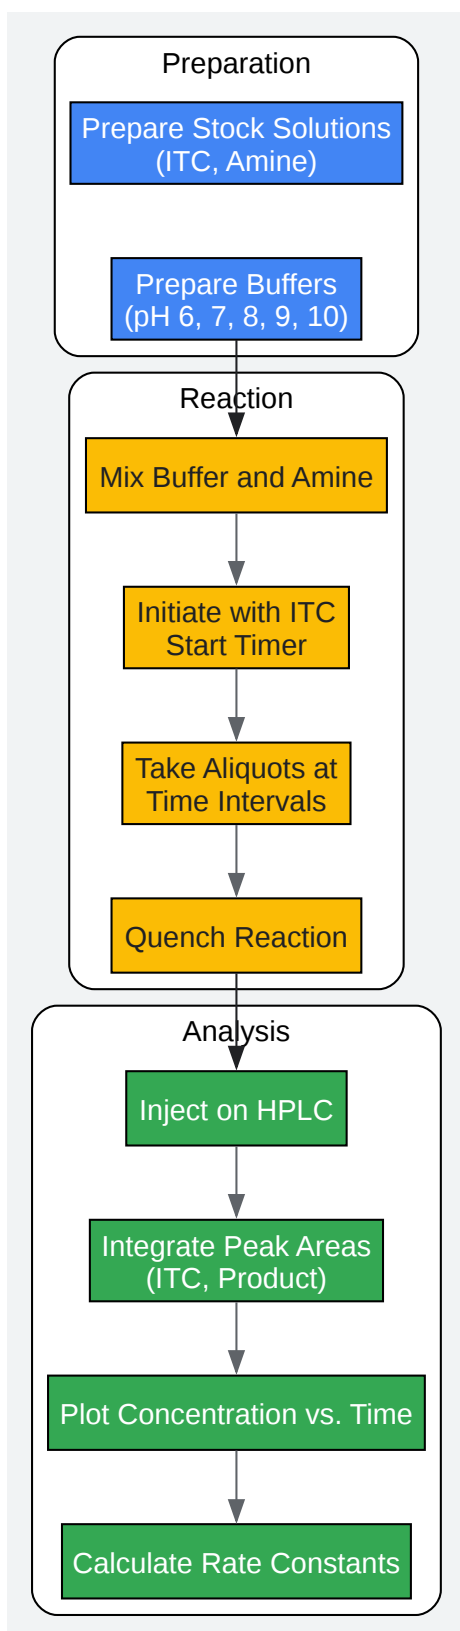 Preparation
Prepare Stock Solutions
(ITC, Amine)
Prepare Buffers
(pH 6, 7, 8, 9, 10)
Reaction
Mix Buffer and Amine
Initiate with ITC
Start Timer
Take Aliquots at
Time Intervals
Quench Reaction
Analysis
Inject on HPLC
Integrate Peak Areas
(ITC, Product)
Plot Concentration vs. Time
Calculate Rate Constants